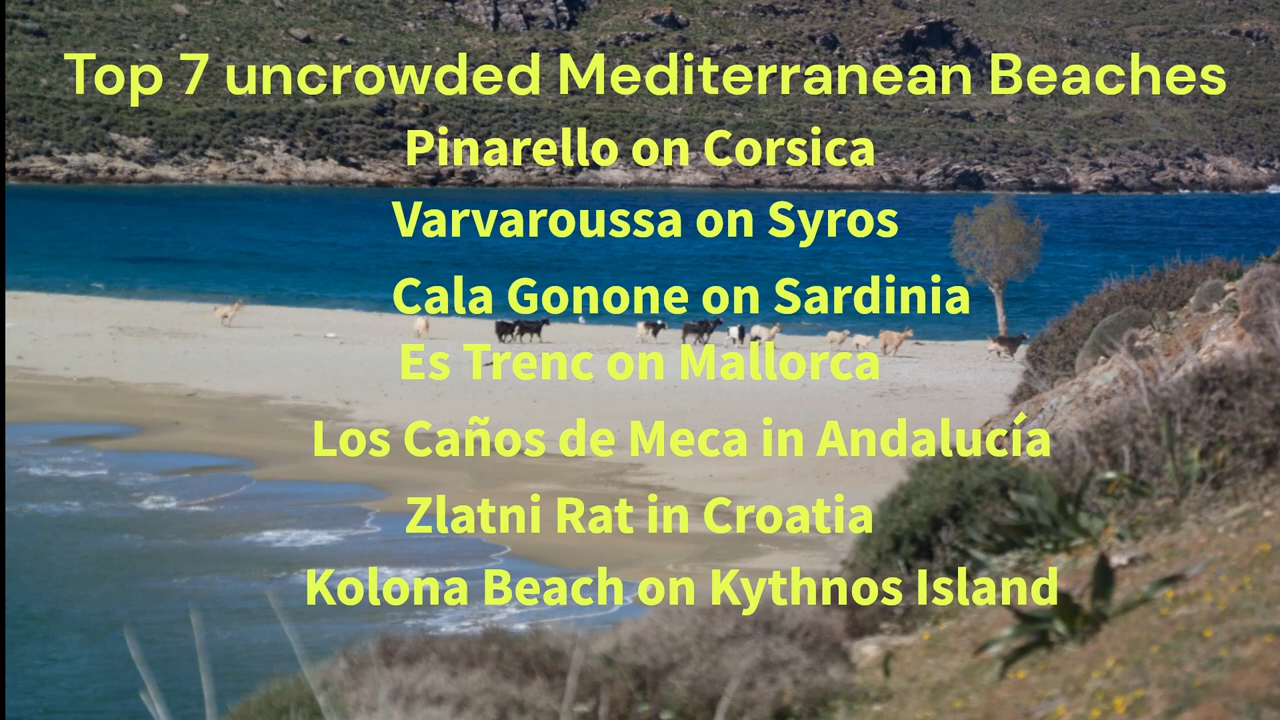 Top 7 uncrowded Mediterranean Beaches
Pinarello on Corsica
Varvaroussa on Syros
Cala Gonone on Sardinia
Es Trenc on Mallorca
Los Caños de Meca in Andalucía
Zlatni Rat in Croatia
Kolona Beach on Kythnos Island